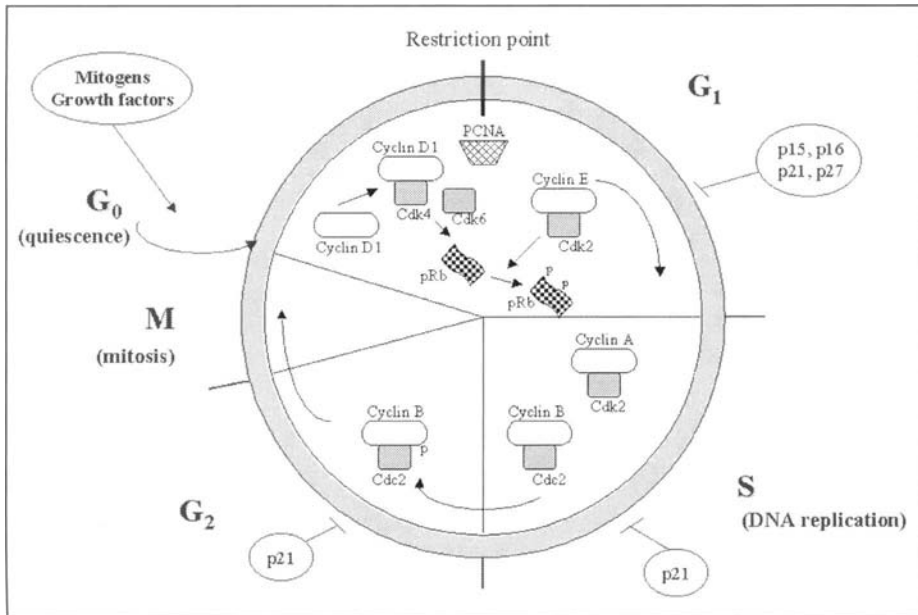 Restriction point
G1
Mitogens
Growth factors
PCNA
Cyclin D1
p15, p16
p21, p27
Cyclin E
G0
(quiescence)
Cdk4
Cdk6
Cyclin D1
Cdk2
pRb
p
p
pRb
M
(mitosis)
Cyclin A
Cdk2
Cyclin B
p
Cdc2
Cyclin B
Cdc2
G2
S
(DNA replication)
p21
p21